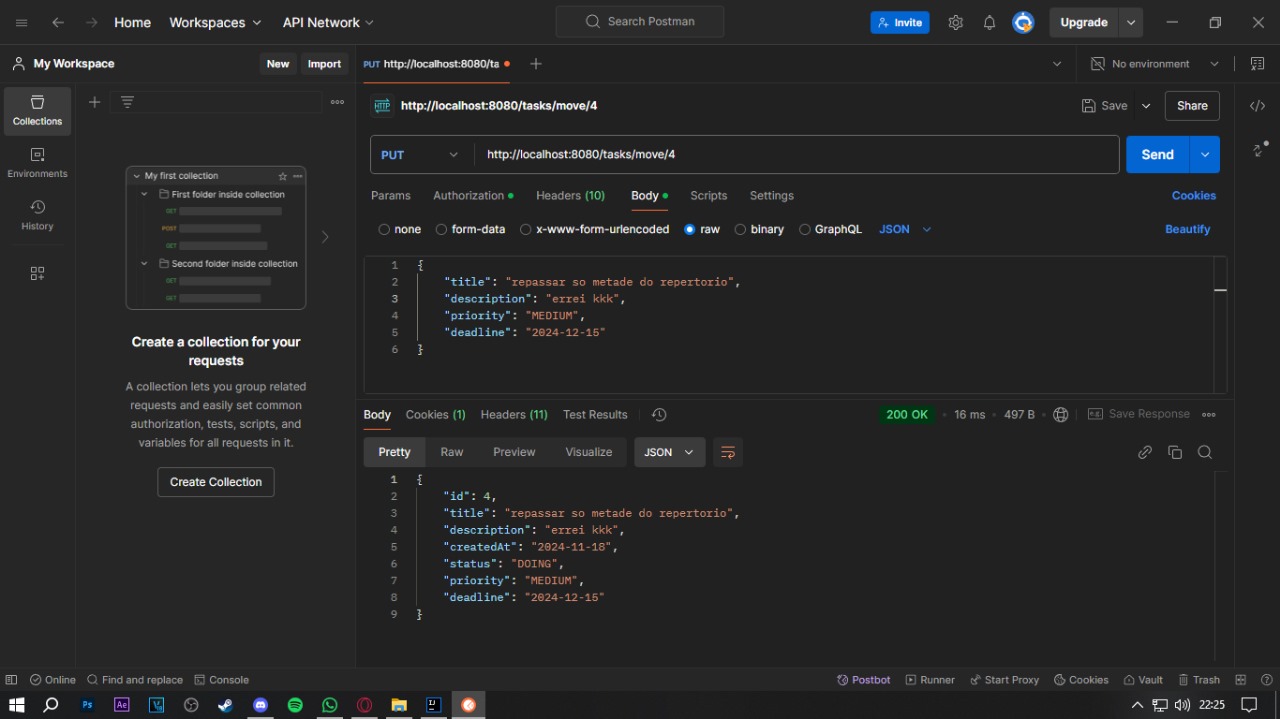 Home
Workspaces
API Network
Search Postman
Invite
Upgrade
My Workspace
New
Import
PUT http://localhost:8080/ta
No environment
Collections
Environments
History
HTTP http://localhost:8080/tasks/move/4
Save
Share
PUT
http://localhost:8080/tasks/move/4
Send
Params
Authorization
Headers (10)
Body
Scripts
Settings
Cookies
none
form-data
x-www-form-urlencoded
raw
binary
GraphQL
JSON
Beautify
1 {
2 "title": "repassar so metade do repertorio",
3 "description": "errei kkk",
4 "priority": "MEDIUM",
5 "deadline": "2024-12-15"
6 }
My first collection
First folder inside collection
GET
POST
GET
Second folder inside collection
GET
GET
Create a collection for your
requests
A collection lets you group related
requests and easily set common
authorization, tests, scripts, and
variables for all requests in it.
Create Collection
Body
Cookies (1)
Headers (11)
Test Results
200 OK
16 ms
497 B
Save Response
Pretty
Raw
Preview
Visualize
JSON
1 {
2 "id": 4,
3 "title": "repassar so metade do repertorio",
4 "description": "errei kkk",
5 "createdAt": "2024-11-18",
6 "status": "DOING",
7 "priority": "MEDIUM",
8 "deadline": "2024-12-15"
9 }
Online
Find and replace
Console
Postbot
Runner
Start Proxy
Cookies
Vault
Trash
Ps
Ae
IJ
22:25